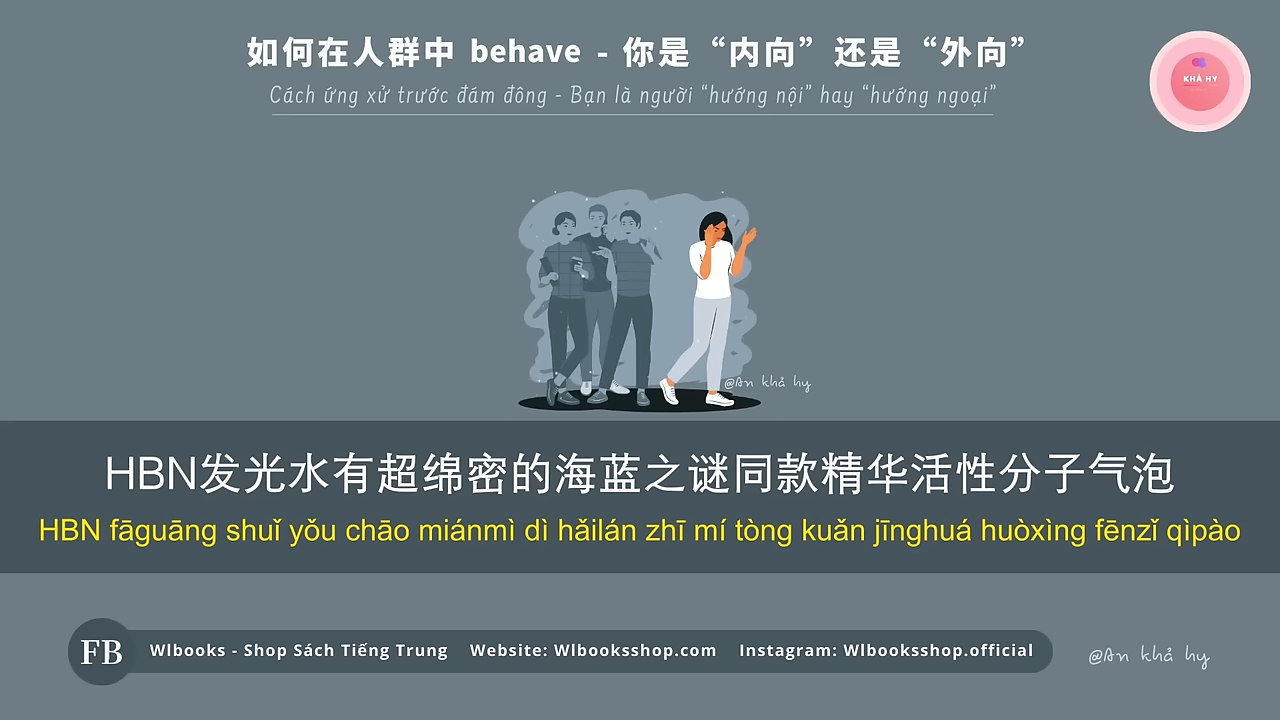 如何在人群中 behave - 你是“内向”还是“外向”
Cách ứng xử trước đám đông - Bạn là người “hướng nội” hay “hướng ngoại”
KHẢ HY
@An khả hy
HBN发光水有超绵密的海蓝之谜同款精华活性分子气泡
HBN fāguāng shuǐ yǒu chāo miánmì dì hǎilán zhī mí tòng kuǎn jīnghuá huòxìng fēnzǐ qìpào
FB Wlbooks - Shop Sách Tiếng Trung Website: Wlbooksshop.com Instagram: Wlbooksshop.official
@An khả hy